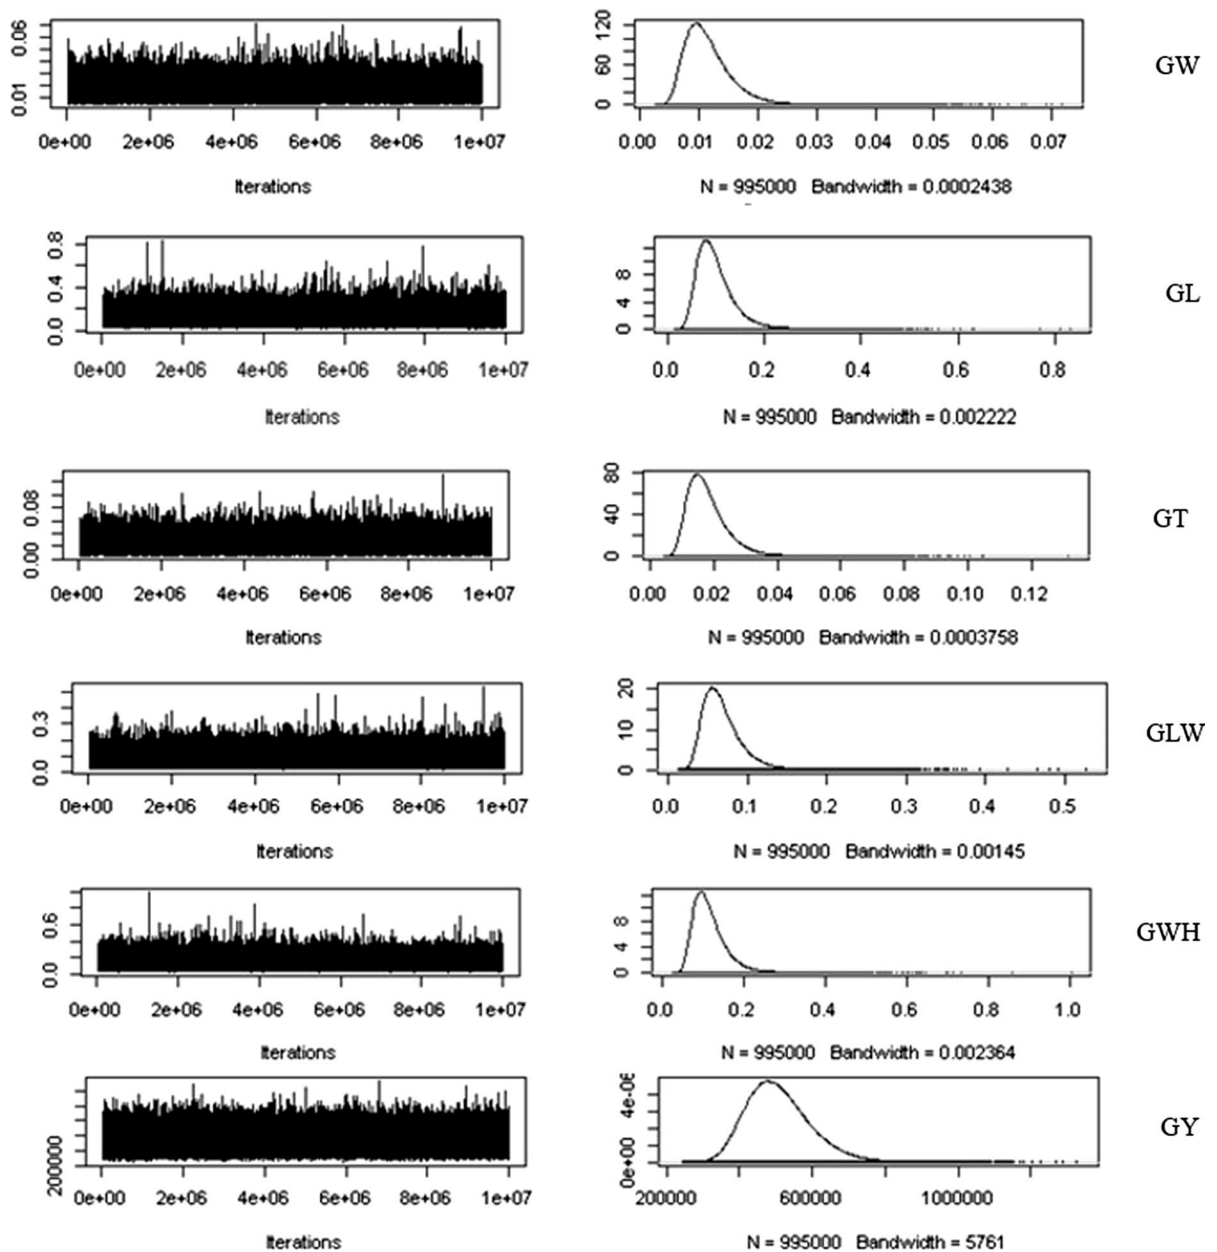 0.01 0.06
0e+00 2e+06 4e+06 6e+06 8e+06 1e+07
Iterations
0 60 120
0.00 0.01 0.02 0.03 0.04 0.05 0.06 0.07
N = 995000 Bandwidth = 0.0002438
GW
0.0 0.4 0.8
0e+00 2e+06 4e+06 6e+06 8e+06 1e+07
Iterations
0 4 8
0.0 0.2 0.4 0.6 0.8
N = 995000 Bandwidth = 0.002222
GL
0.00 0.08
0e+00 2e+06 4e+06 6e+06 8e+06 1e+07
Iterations
0 40 80
0.00 0.02 0.04 0.06 0.08 0.10 0.12
N = 995000 Bandwidth = 0.0003758
GT
0.0 0.3
0e+00 2e+06 4e+06 6e+06 8e+06 1e+07
Iterations
0 10 20
0.0 0.1 0.2 0.3 0.4 0.5
N = 995000 Bandwidth = 0.00145
GLW
0.0 0.6
0e+00 2e+06 4e+06 6e+06 8e+06 1e+07
Iterations
0 4 8
0.0 0.2 0.4 0.6 0.8 1.0
N = 995000 Bandwidth = 0.002364
GWH
200000
0e+00 2e+06 4e+06 6e+06 8e+06 1e+07
Iterations
0e+00 4e-06
200000 600000 1000000
N = 995000 Bandwidth = 5761
GY